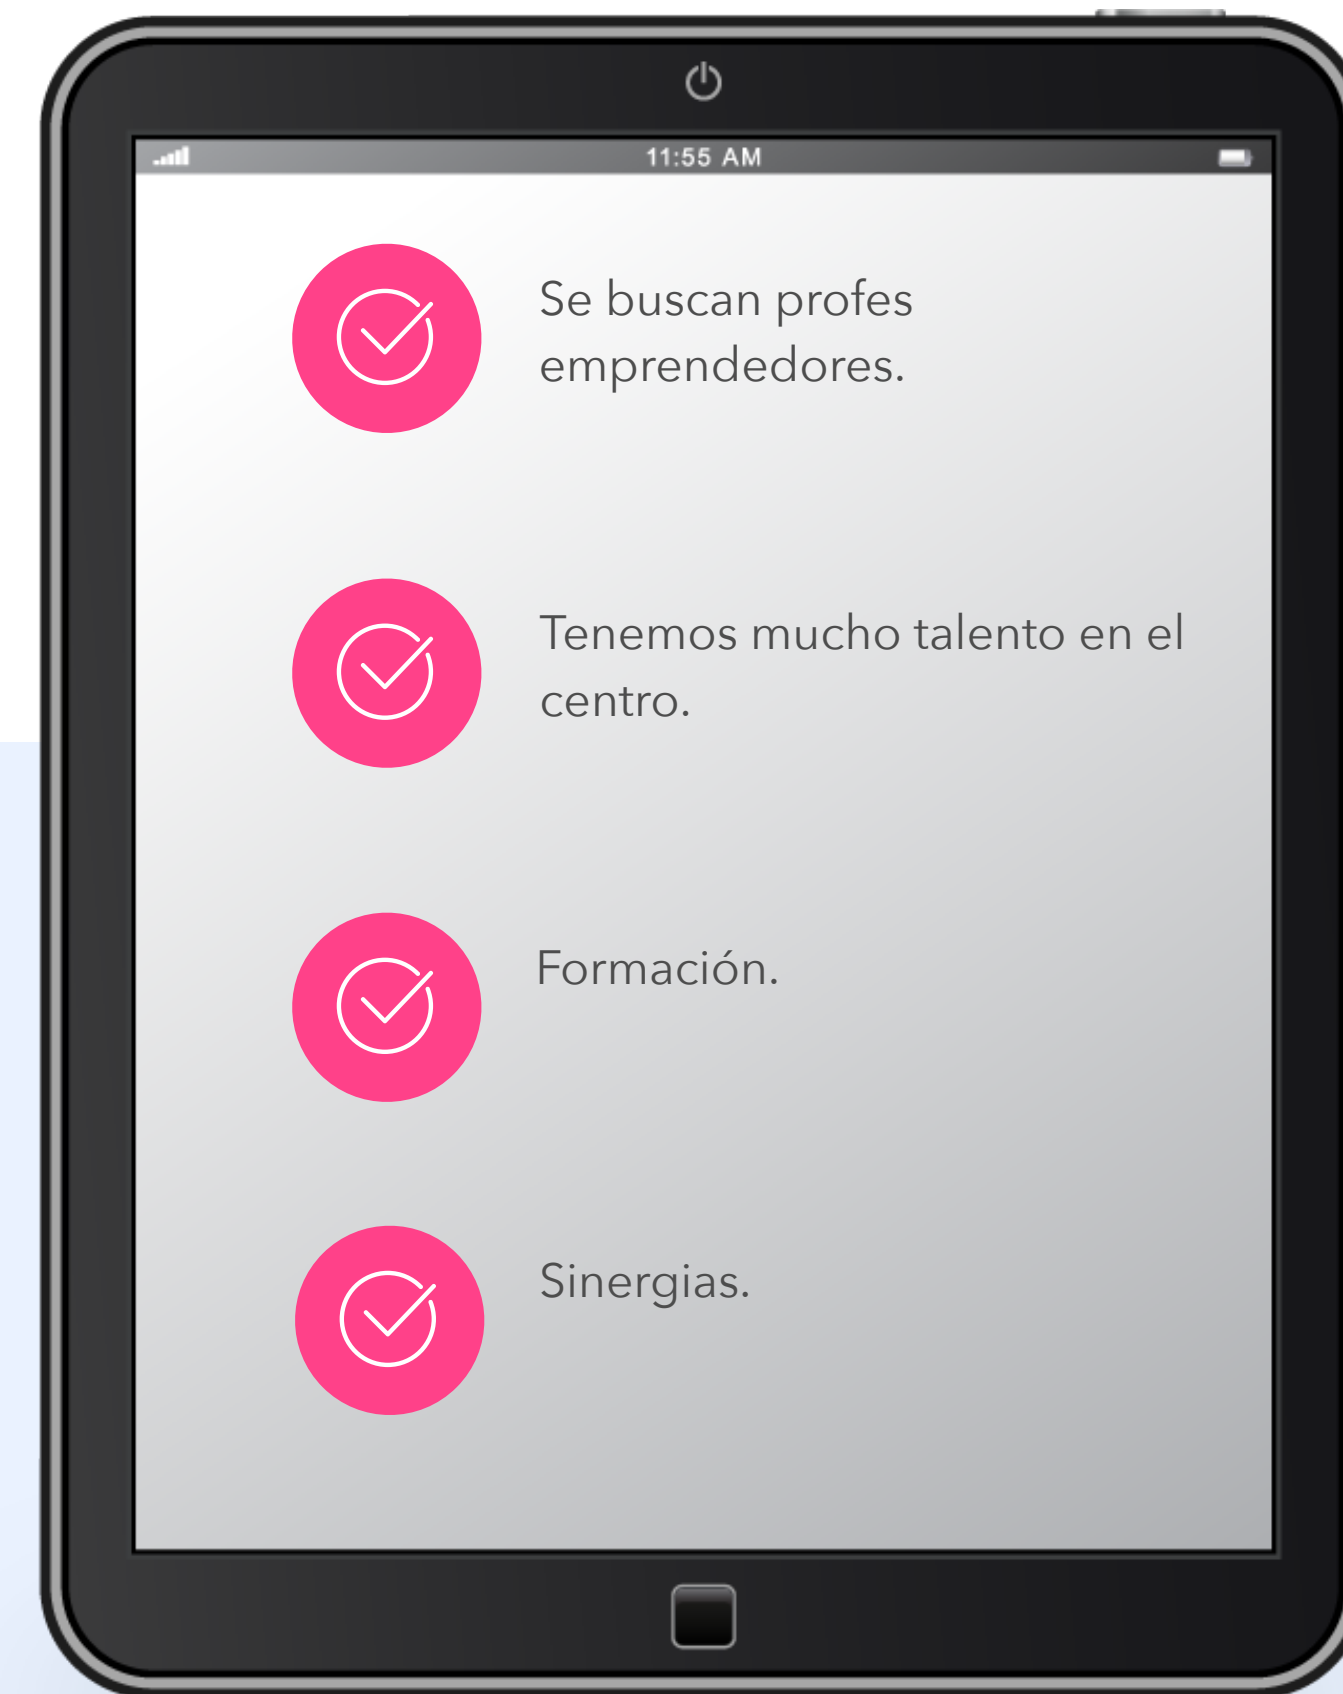 11:55 AM
Se buscan profes
emprendedores.
Tenemos mucho talento en el
centro.
Formación.
Sinergias.